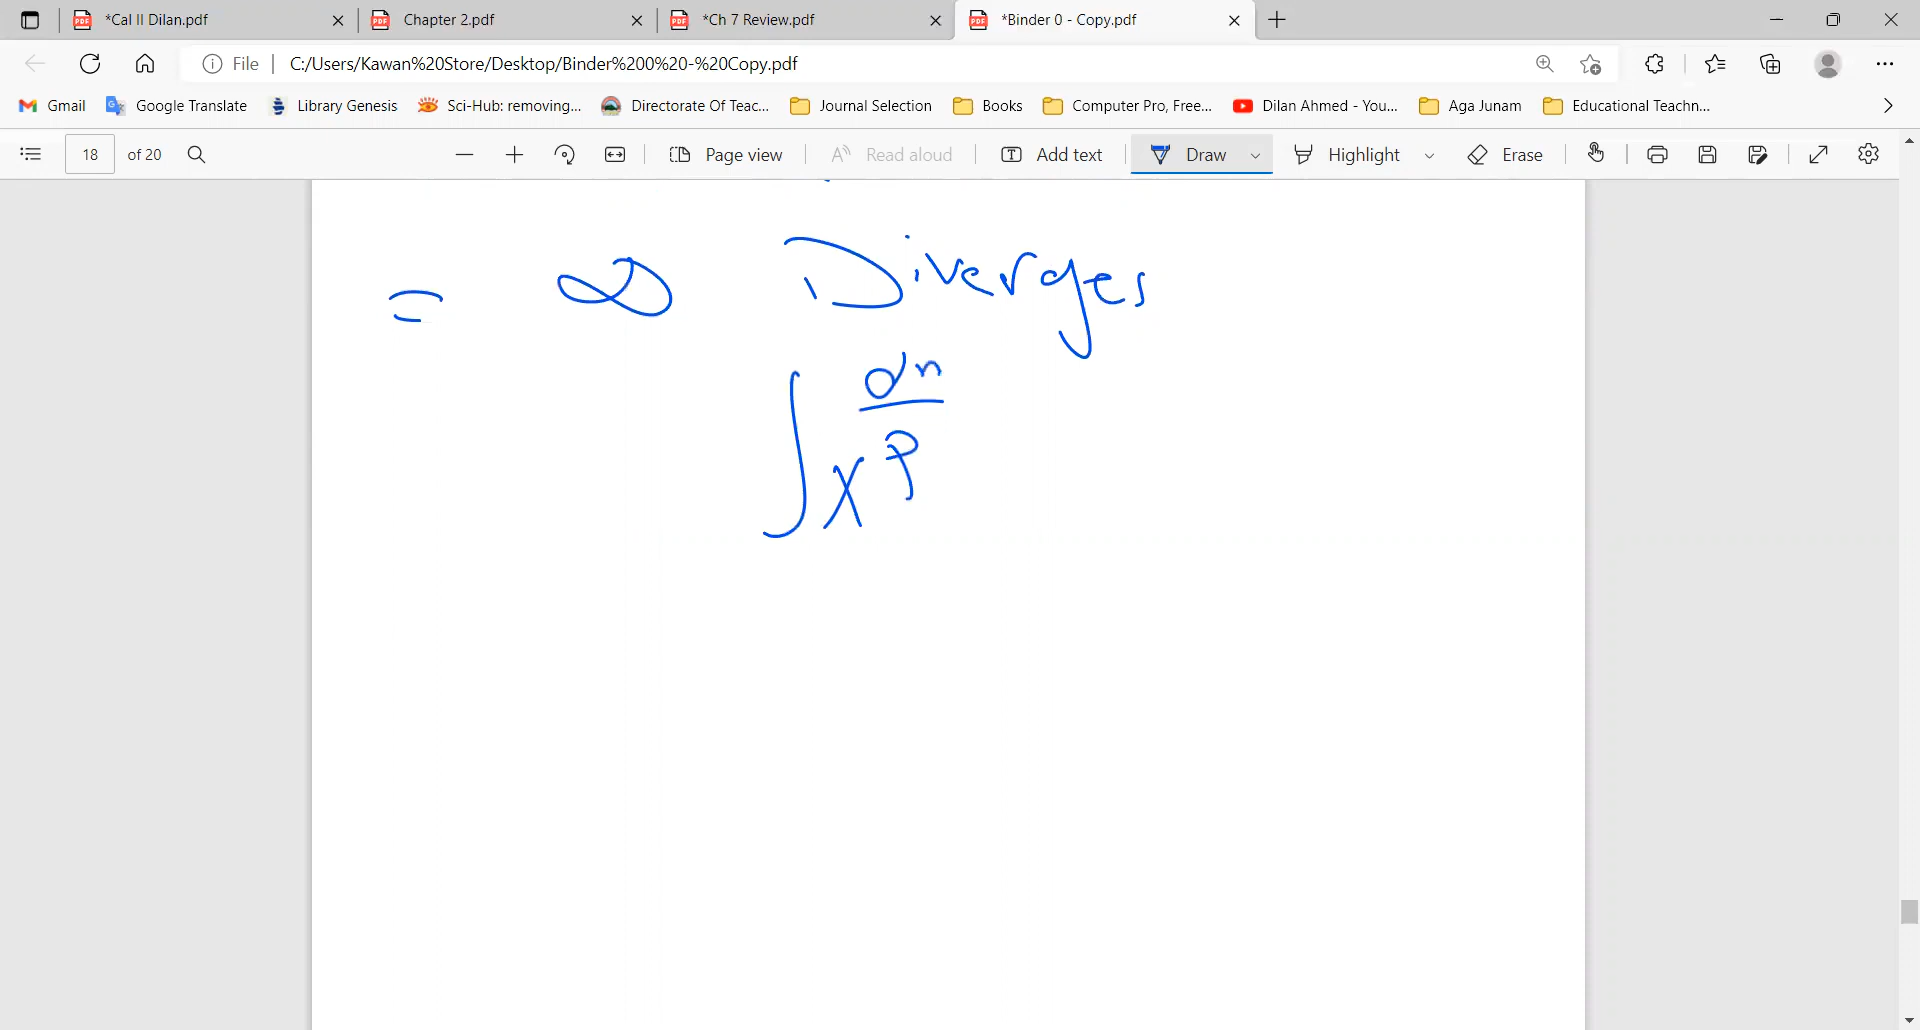 *Cal II Dilan.pdf Chapter 2.pdf *Ch 7 Review.pdf *Binder 0 - Copy.pdf
File C:/Users/Kawan%20Store/Desktop/Binder%200%20-%20Copy.pdf
Gmail Google Translate Library Genesis Sci-Hub: removing... Directorate Of Teac... Journal Selection Books Computer Pro, Free... Dilan Ahmed - You... Aga Junam Educational Teachn...
18 of 20 Page view Read aloud Add text Draw Highlight Erase
= ∞ Diverges
∫ dn / x^p